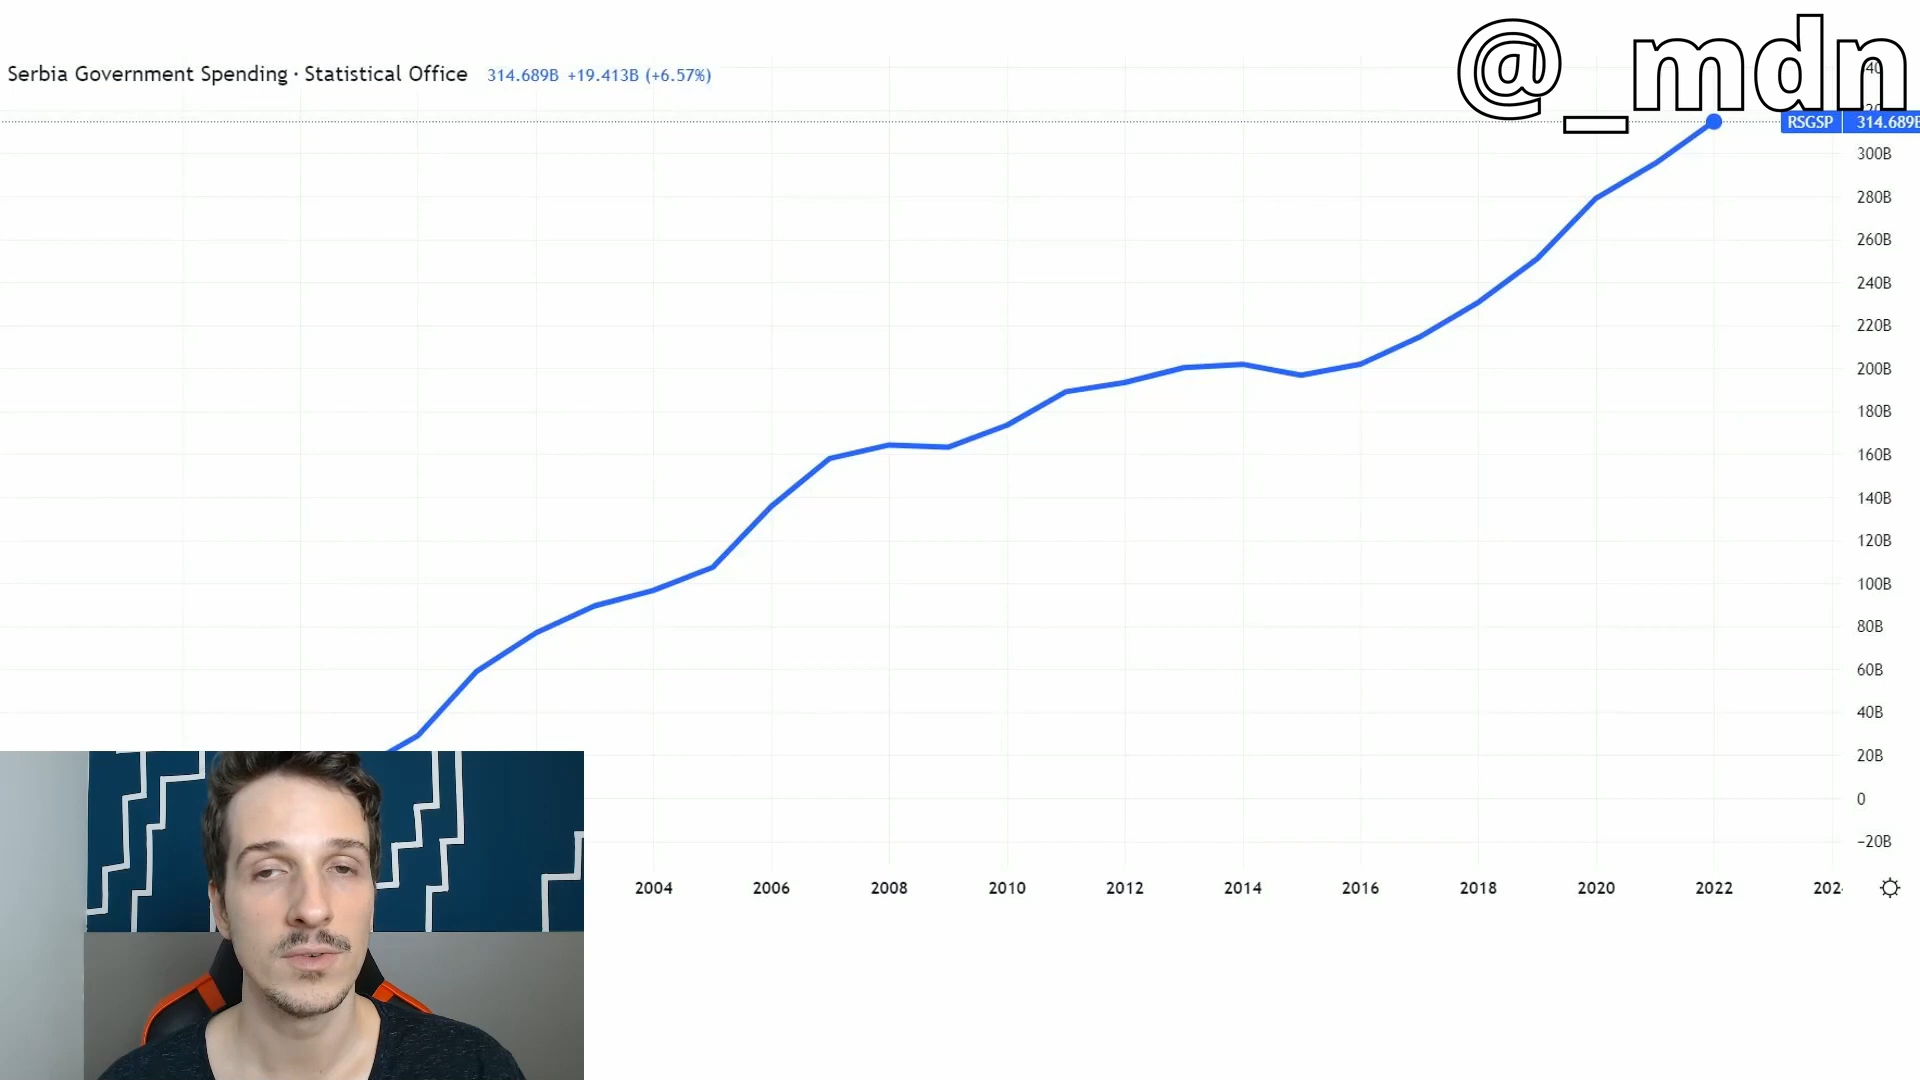 @_mdn
Serbia Government Spending · Statistical Office 314.689B +19.413B (+6.57%)
RSGSP 314.689B
300B
280B
260B
240B
220B
200B
180B
160B
140B
120B
100B
80B
60B
40B
20B
0
−20B
2004 2006 2008 2010 2012 2014 2016 2018 2020 2022